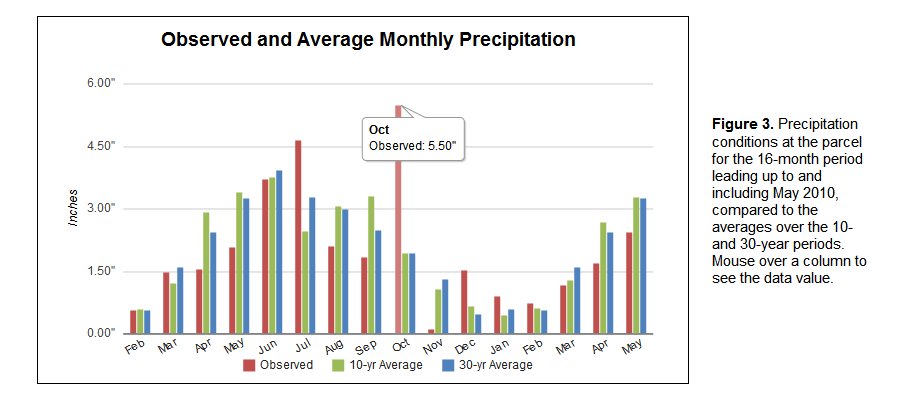 Observed and Average Monthly Precipitation
6.00"
4.50"
3.00"
1.50"
0.00"
Inches
Oct
Observed: 5.50"
Feb Mar Apr May Jun Jul Aug Sep Oct Nov Dec Jan Feb Mar Apr May
Observed 10-yr Average 30-yr Average
Figure 3. Precipitation
conditions at the parcel
for the 16-month period
leading up to and
including May 2010,
compared to the
averages over the 10-
and 30-year periods.
Mouse over a column to
see the data value.